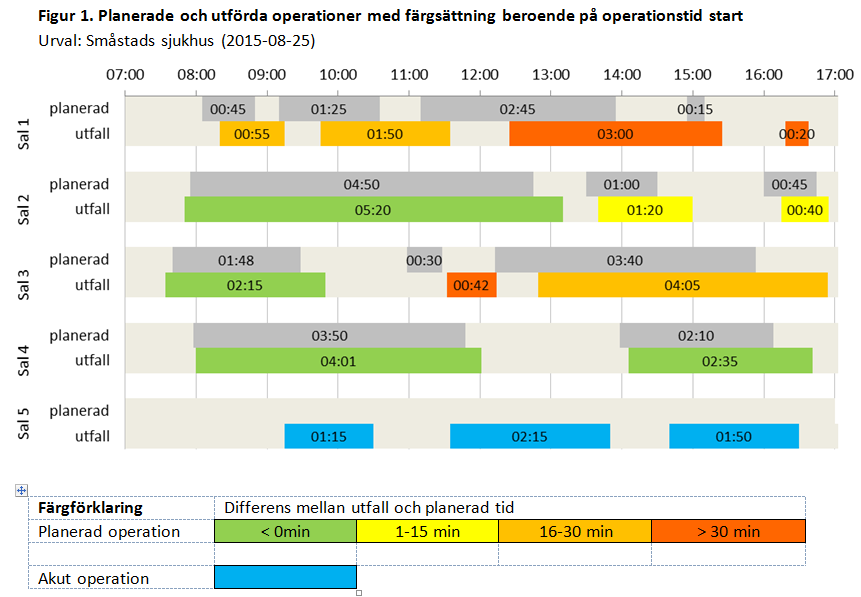 Figur 1. Planerade och utförda operationer med färgsättning beroende på operationstid start
Urval: Småstads sjukhus (2015-08-25)
07:00 08:00 09:00 10:00 11:00 12:00 13:00 14:00 15:00 16:00 17:00
Sal 1
planerad 00:45 01:25 02:45 00:15
utfall 00:55 01:50 03:00 00:20
Sal 2
planerad 04:50 01:00 00:45
utfall 05:20 01:20 00:40
Sal 3
planerad 01:48 00:30 03:40
utfall 02:15 00:42 04:05
Sal 4
planerad 03:50 02:10
utfall 04:01 02:35
Sal 5
planerad
utfall 01:15 02:15 01:50
Färgförklaring Differens mellan utfall och planerad tid
Planerad operation < 0min 1-15 min 16-30 min > 30 min
Akut operation